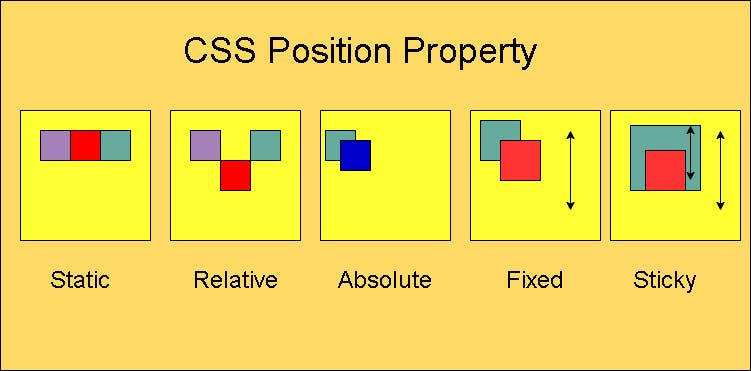 CSS Position Property
Static Relative Absolute Fixed Sticky